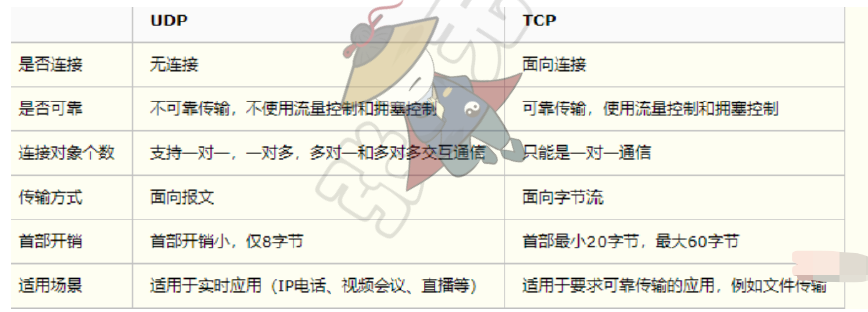 UDP TCP
是否连接 无连接 面向连接
是否可靠 不可靠传输，不使用流量控制和拥塞控制 可靠传输，使用流量控制和拥塞控制
连接对象个数 支持一对一，一对多，多对一和多对多交互通信 只能是一对一通信
传输方式 面向报文 面向字节流
首部开销 首部开销小，仅8字节 首部最小20字节，最大60字节
适用场景 适用于实时应用（IP电话、视频会议、直播等） 适用于要求可靠传输的应用，例如文件传输